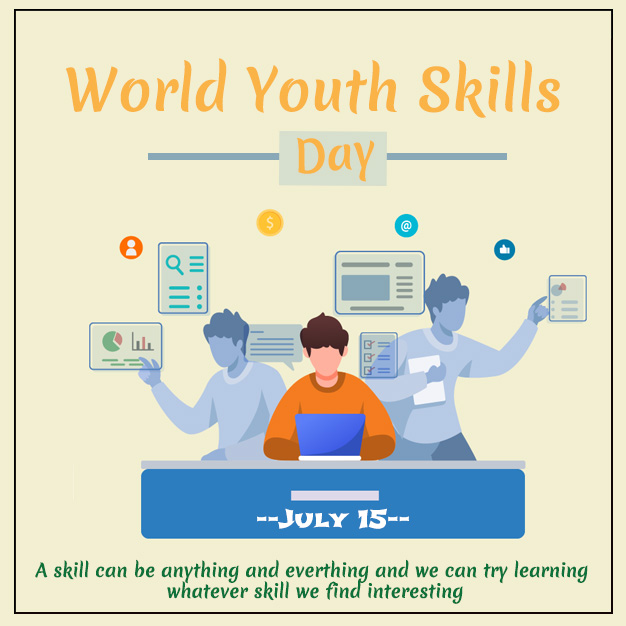 World Youth Skills
Day
$
@
--JULY 15--
A skill can be anything and everthing and we can try learning
whatever skill we find interesting